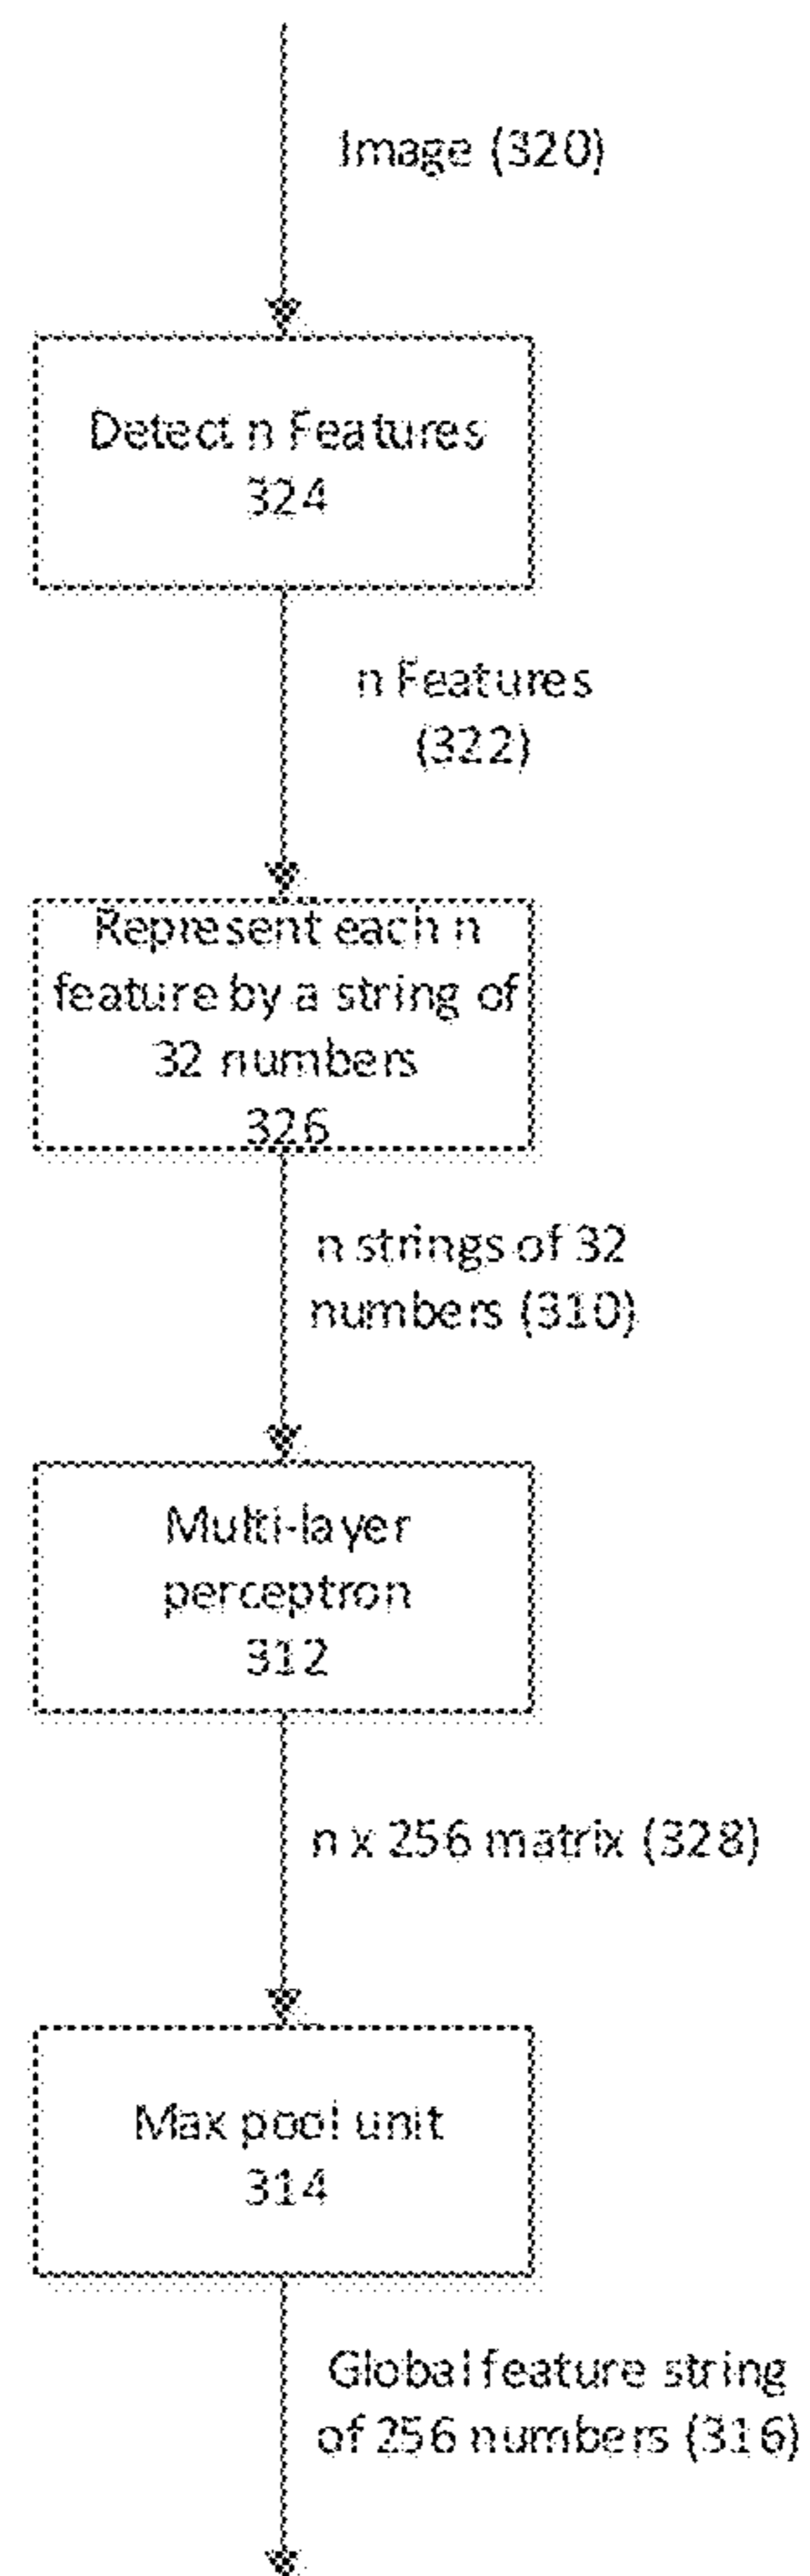 Image (320)
Detect n Features
324
n Features
(322)
Represent each n
feature by a string of
32 numbers
326
n strings of 32
numbers (310)
Multi-layer
perceptron
312
n x 256 matrix (328)
Max pool unit
314
Global feature string
of 256 numbers (316)